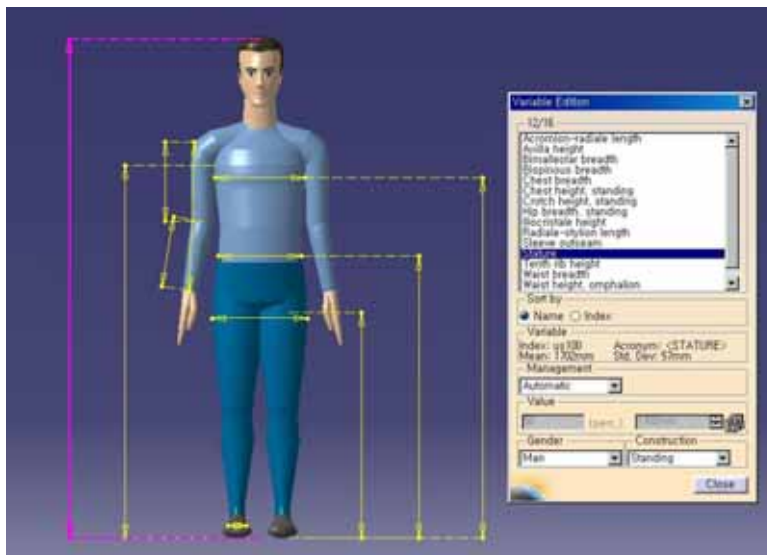 Variable Edition
12/16
Acromion-radiale length
Axilla height
Bimalleolar breadth
Bispinous breadth
Chest breadth
Chest height, standing
Crotch height, standing
Hip breadth, standing
Iliocristale height
Radiale-stylion length
Sleeve outseam
Stature
Tenth rib height
Waist breadth
Waist height, omphalion
Sort by
Name Index
Variable
Index: us100 Acronym: <STATURE>
Mean: 1702mm Std. Dev: 57mm
Management
Automatic
Value
Gender Construction
Man Standing
Close